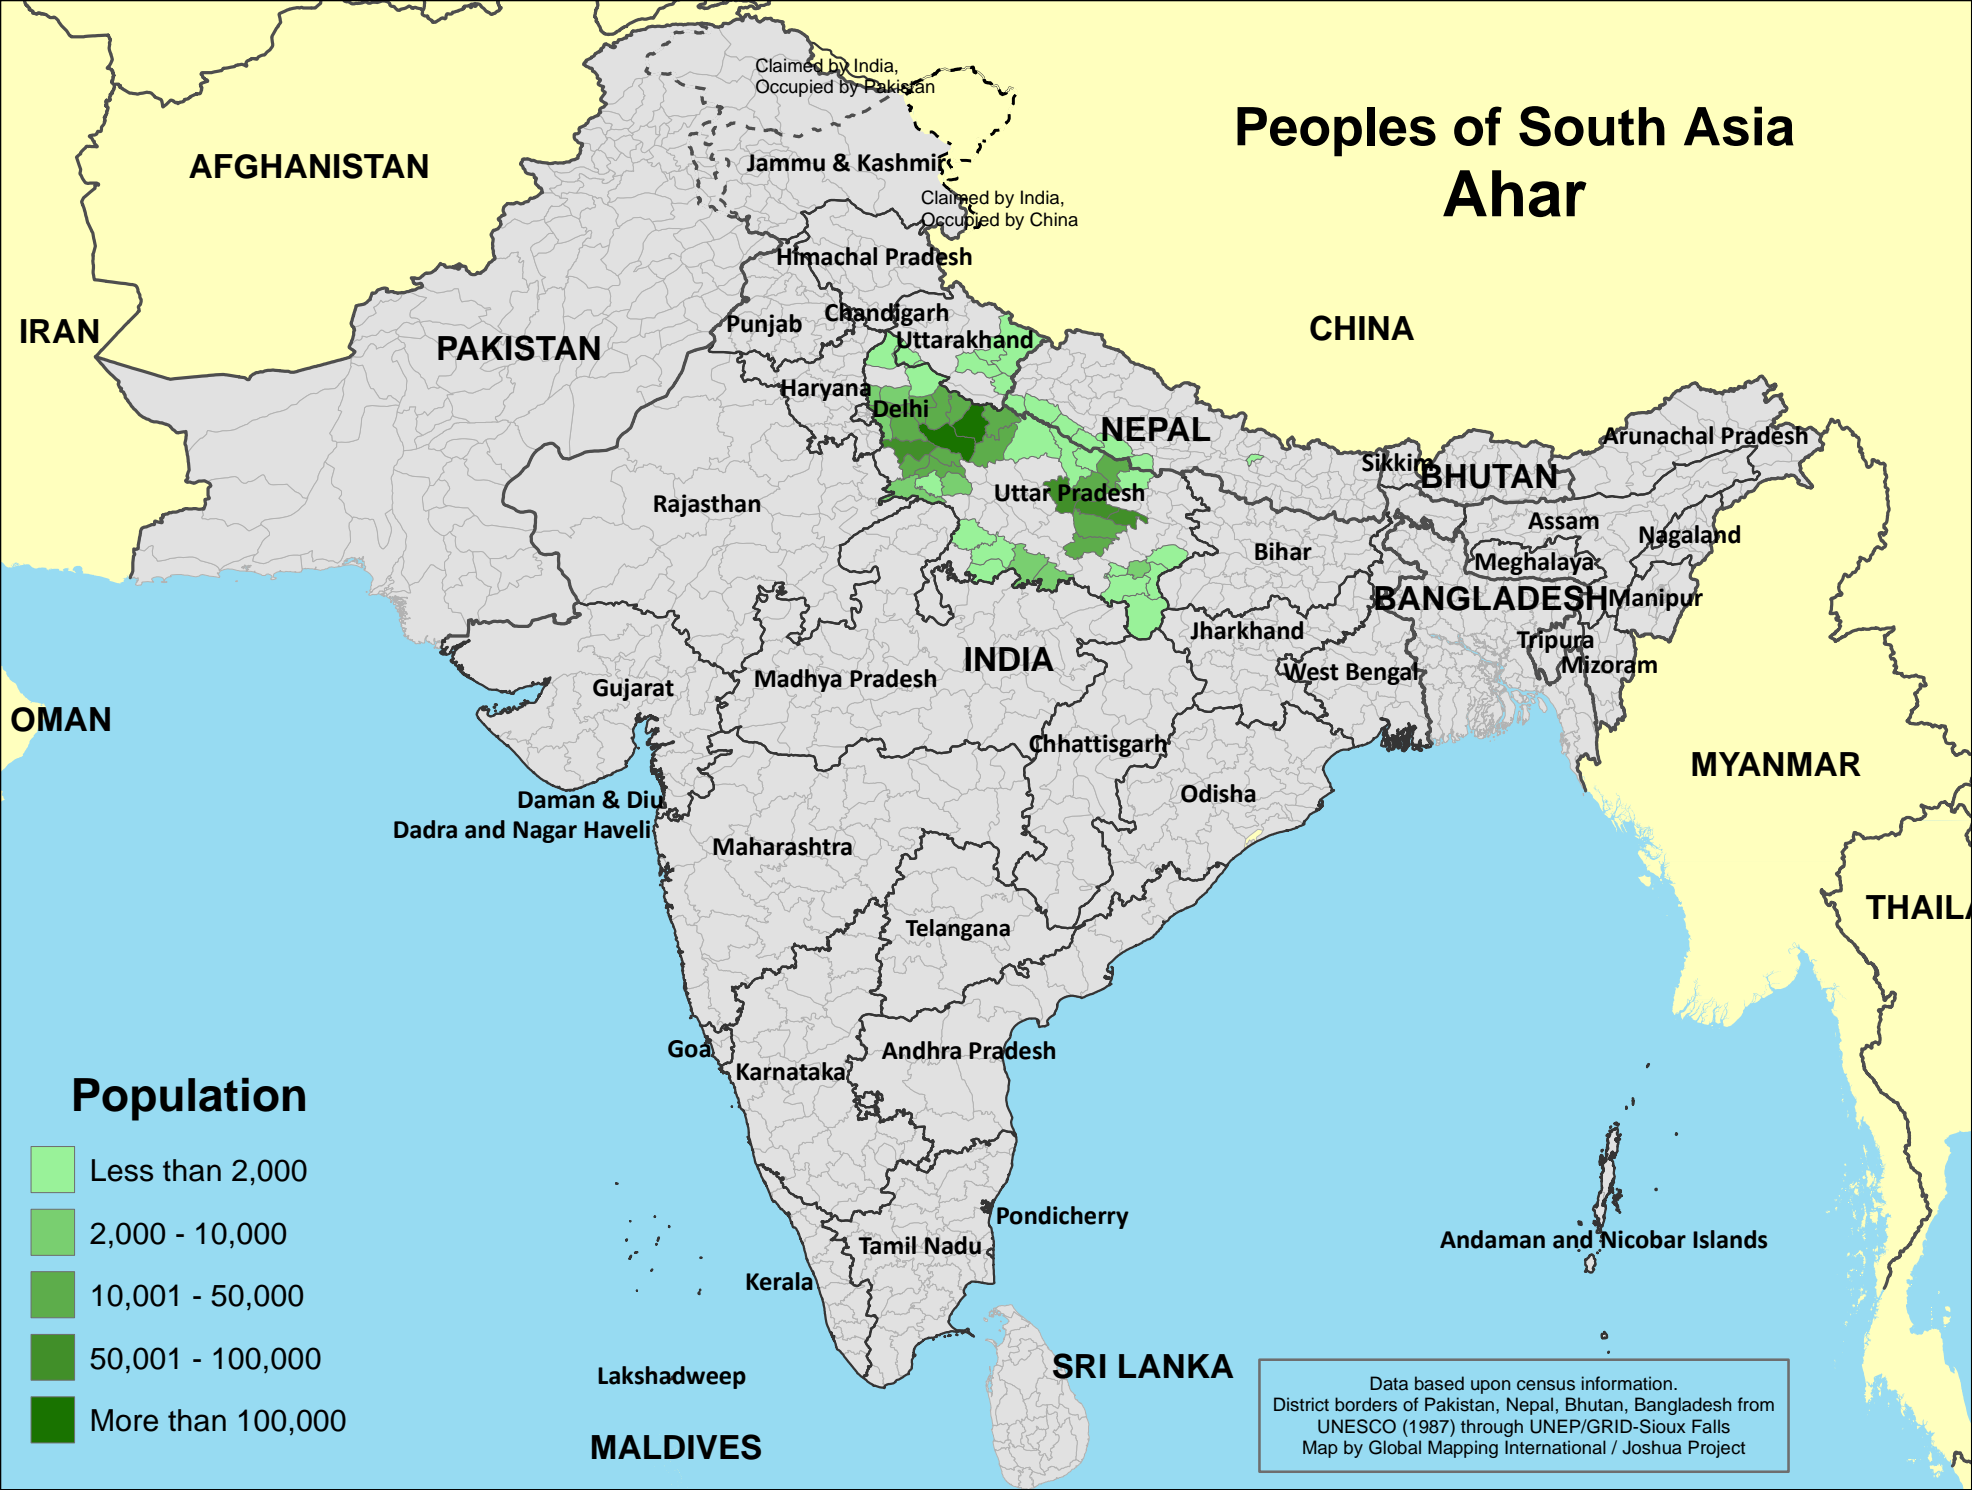 Peoples of South Asia
Ahar
Claimed by India,
Occupied by Pakistan
AFGHANISTAN
Jammu & Kashmir
Claimed by India,
Occupied by China
Himachal Pradesh
IRAN
PAKISTAN
Punjab
Chandigarh
Uttarakhand
CHINA
Haryana
Delhi
NEPAL
Sikkim
BHUTAN
Arunachal Pradesh
Rajasthan
Uttar Pradesh
Bihar
Assam
Nagaland
Meghalaya
BANGLADESH
Manipur
Jharkhand
Tripura
Mizoram
INDIA
West Bengal
Gujarat
Madhya Pradesh
OMAN
Chhattisgarh
Odisha
MYANMAR
Daman & Diu
Dadra and Nagar Haveli
Maharashtra
Telangana
THAILA
Goa
Karnataka
Andhra Pradesh
Pondicherry
Tamil Nadu
Kerala
Andaman and Nicobar Islands
Lakshadweep
SRI LANKA
MALDIVES
Population
Less than 2,000
2,000 - 10,000
10,001 - 50,000
50,001 - 100,000
More than 100,000
Data based upon census information.
District borders of Pakistan, Nepal, Bhutan, Bangladesh from
UNESCO (1987) through UNEP/GRID-Sioux Falls
Map by Global Mapping International / Joshua Project